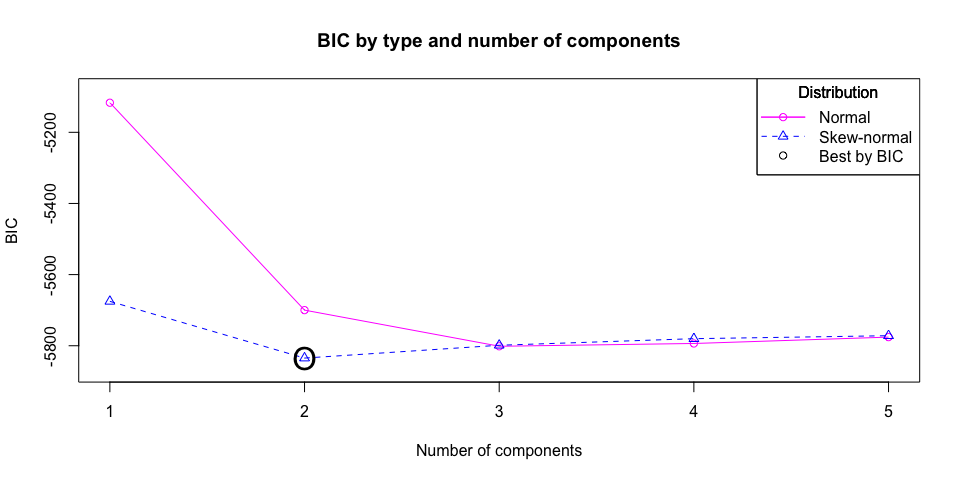 BIC by type and number of components
Distribution
Normal
Skew-normal
Best by BIC
BIC
-5200
-5400
-5600
-5800
1 2 3 4 5
Number of components